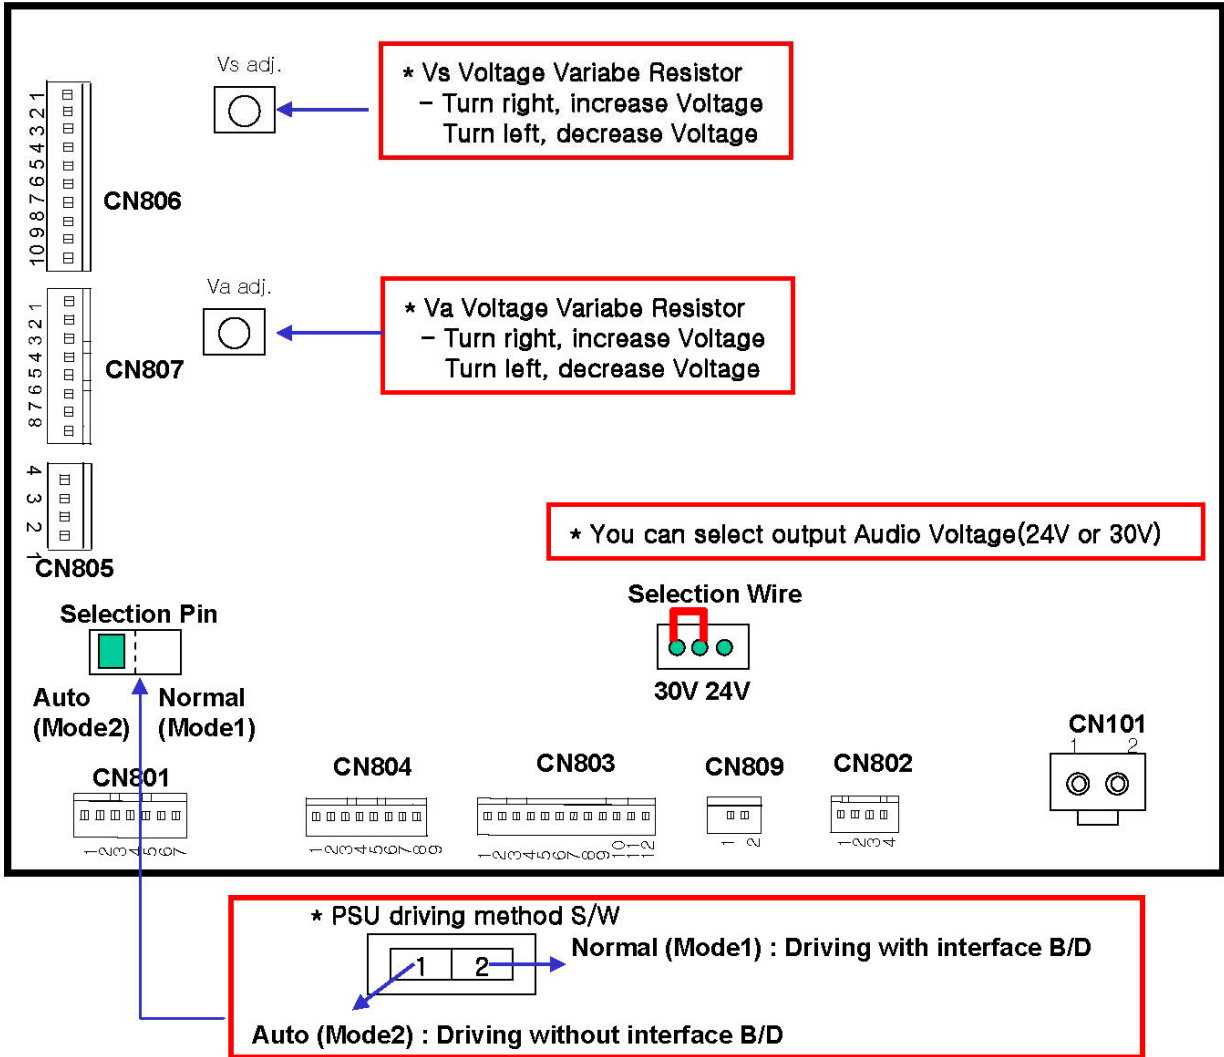 Vs adj.
* Vs Voltage Variabe Resistor
- Turn right, increase Voltage
Turn left, decrease Voltage
1
2
3
4
5
6
7
8
9
10
CN806
Va adj.
* Va Voltage Variabe Resistor
- Turn right, increase Voltage
Turn left, decrease Voltage
1
2
3
4
5
6
7
8
CN807
4
3
2
1
CN805
* You can select output Audio Voltage(24V or 30V)
Selection Pin
Selection Wire
30V 24V
Auto
(Mode2)
Normal
(Mode1)
CN801
1 2 3 4 5 6 7
CN804
1 2 3 4 5 6 7 8 9
CN803
1 2 3 4 5 6 7 8 9 10 11 12
CN809
1 2
CN802
1 2 3 4
CN101
1 2
* PSU driving method S/W
1 2
Normal (Mode1) : Driving with interface B/D
Auto (Mode2) : Driving without interface B/D